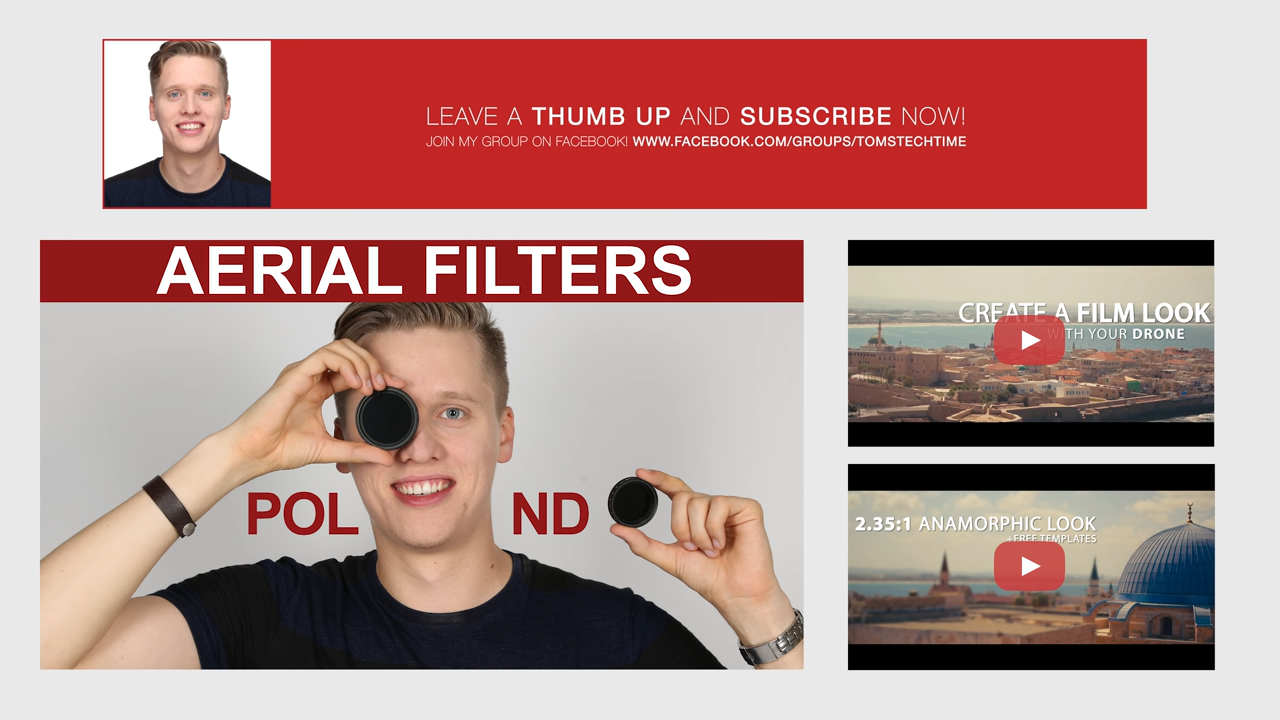 LEAVE A THUMB UP AND SUBSCRIBE NOW!
JOIN MY GROUP ON FACEBOOK! WWW.FACEBOOK.COM/GROUPS/TOMSTECHTIME
AERIAL FILTERS
POL ND
CREATE A FILM LOOK
WITH YOUR DRONE
2.35:1 ANAMORPHIC LOOK
+FREE TEMPLATES